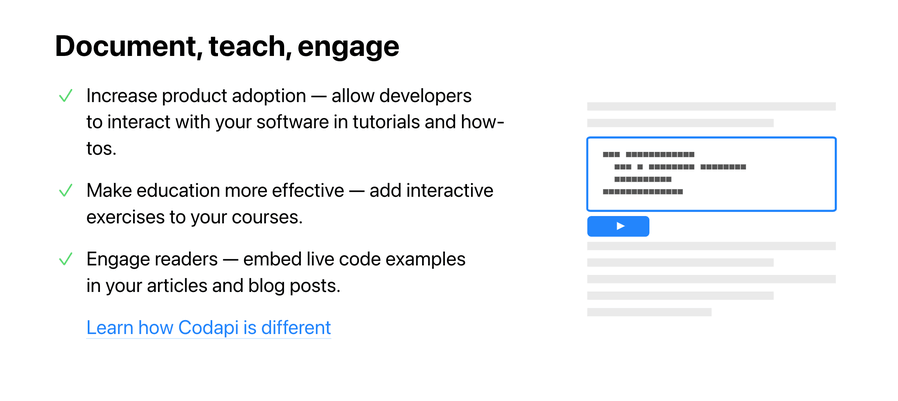 Document, teach, engage
Increase product adoption — allow developers
to interact with your software in tutorials and how-
tos.
Make education more effective — add interactive
exercises to your courses.
Engage readers — embed live code examples
in your articles and blog posts.
Learn how Codapi is different